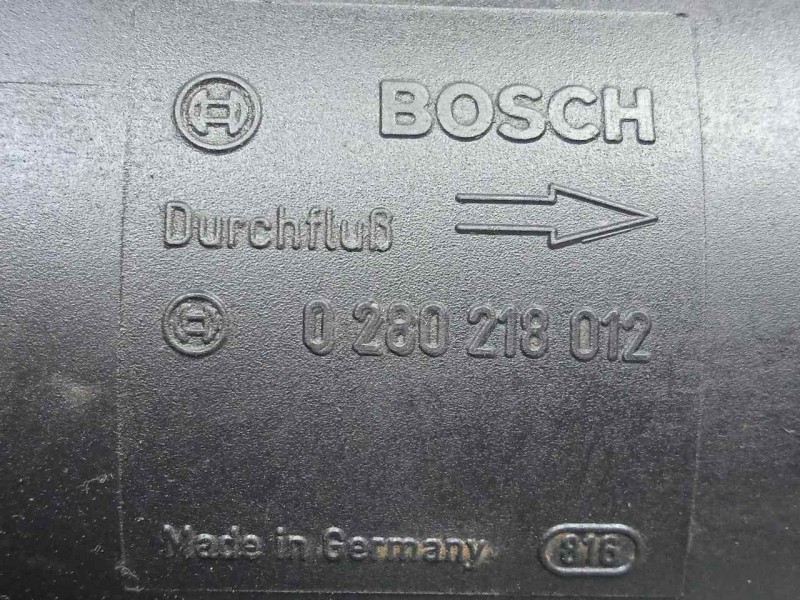 BOSCH
Durchfluß
0 280 218 012
Made in Germany 816